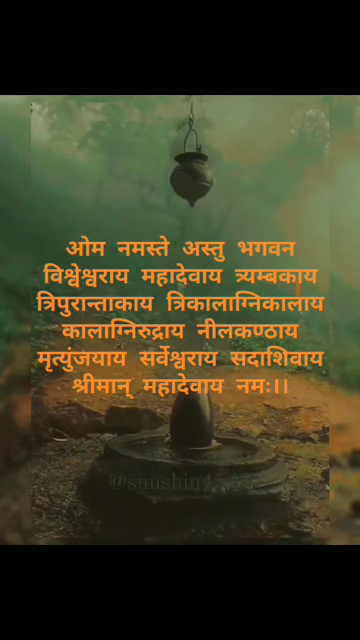 ओम नमस्ते अस्तु भगवन
विश्वेश्वराय महादेवाय त्र्यम्बकाय
त्रिपुरान्ताकाय त्रिकालाग्निकालाय
कालाग्निरुद्राय नीलकण्ठाय
मृत्युंजयाय सर्वेश्वराय सदाशिवाय
श्रीमान् महादेवाय नमः।।